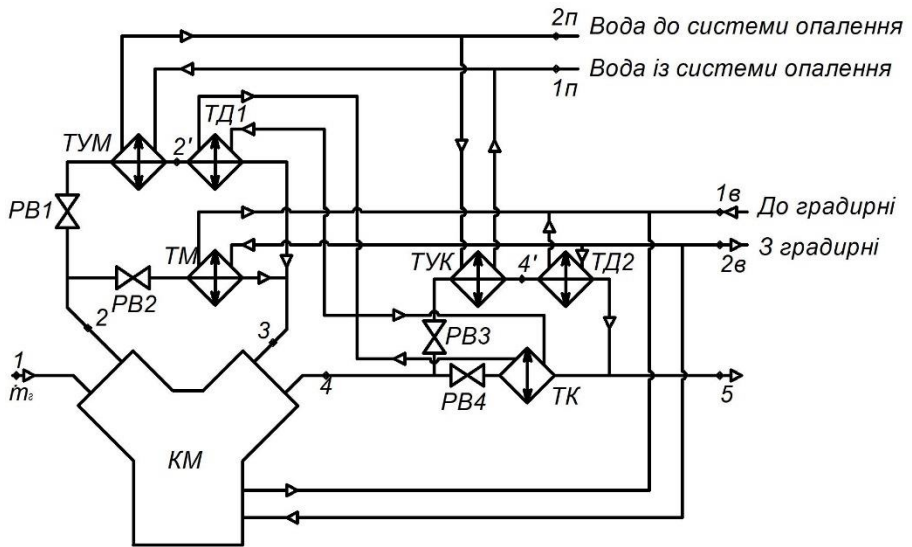 2п Вода до системи опалення
Вода із системи опалення
1п
ТД1
ТУМ
2'
РВ1
1в
До градирні
ТМ
ТУК
4'
ТД2
З градирні
2в
РВ2
2
3
РВ3
1
ṁг
4
РВ4
ТК
5
КМ